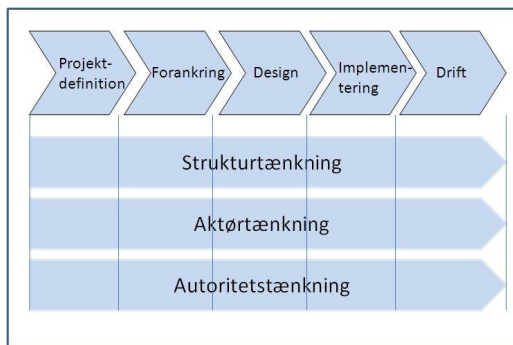 Projekt-
definition
Forankring
Design
Implemen-
tering
Drift
Strukturtænkning
Aktørtænkning
Autoritetstænkning